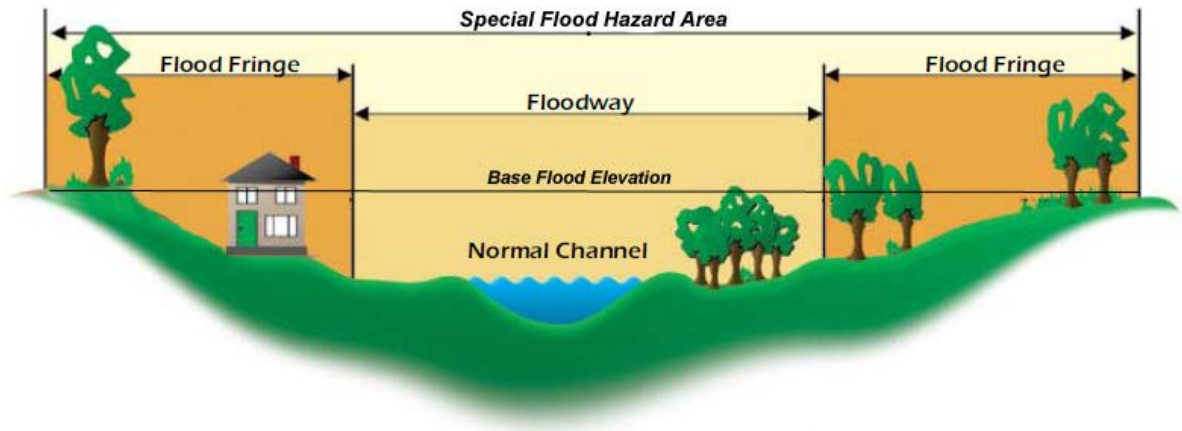 Special Flood Hazard Area
Flood Fringe
Flood Fringe
Floodway
Base Flood Elevation
Normal Channel